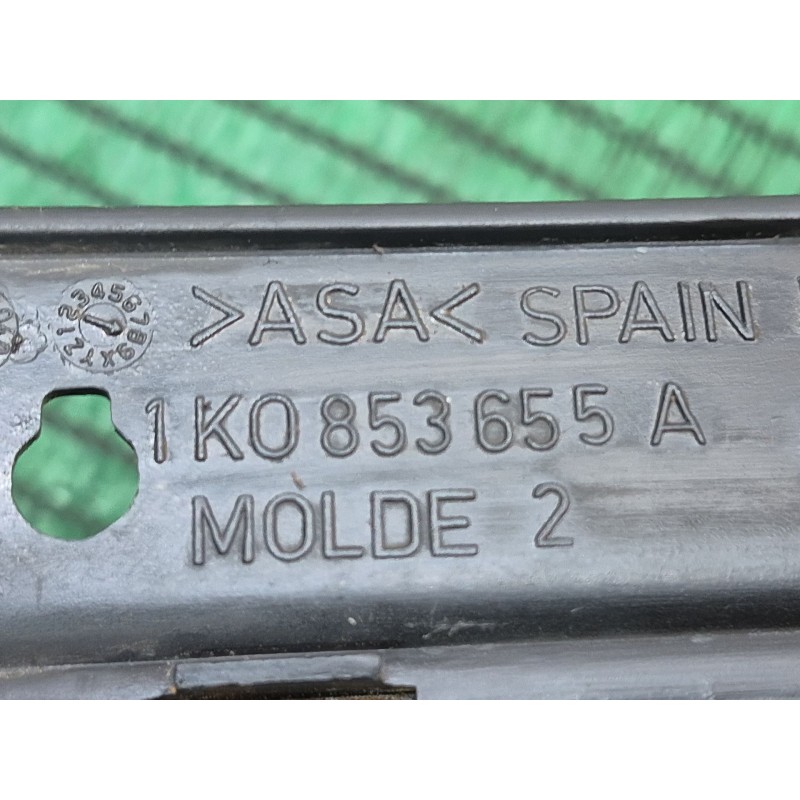 >ASA< SPAIN
1K0 853 655 A
MOLDE 2